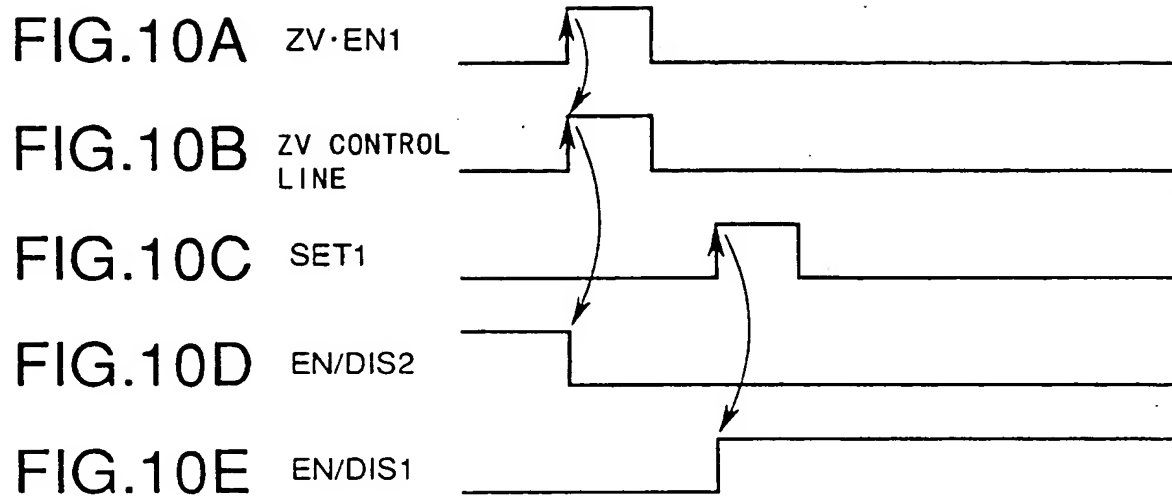 FIG.10A ZV·EN1
FIG.10B ZV CONTROL
LINE
FIG.10C SET1
FIG.10D EN/DIS2
FIG.10E EN/DIS1